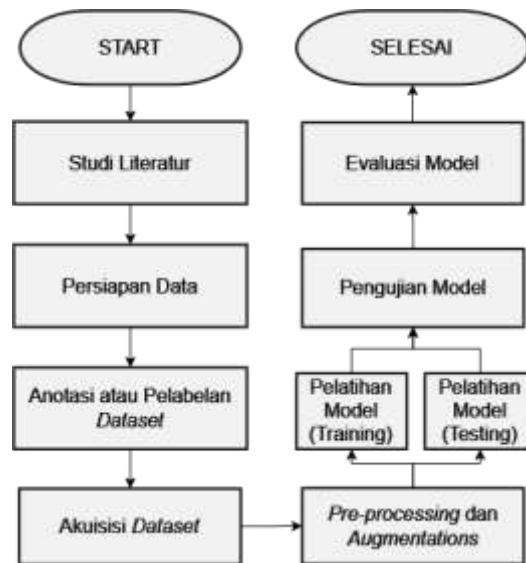 START
Studi Literatur
Persiapan Data
Anotasi atau Pelabelan
Dataset
Akuisisi Dataset
Pre-processing dan
Augmentations
Pelatihan
Model
(Training)
Pelatihan
Model
(Testing)
Pengujian Model
Evaluasi Model
SELESAI